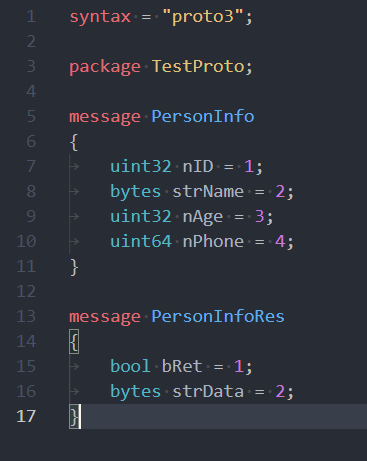 1 syntax = "proto3";
2
3 package TestProto;
4
5 message PersonInfo
6 {
7 uint32 nID = 1;
8 bytes strName = 2;
9 uint32 nAge = 3;
10 uint64 nPhone = 4;
11 }
12
13 message PersonInfoRes
14 {
15 bool bRet = 1;
16 bytes strData = 2;
17 }